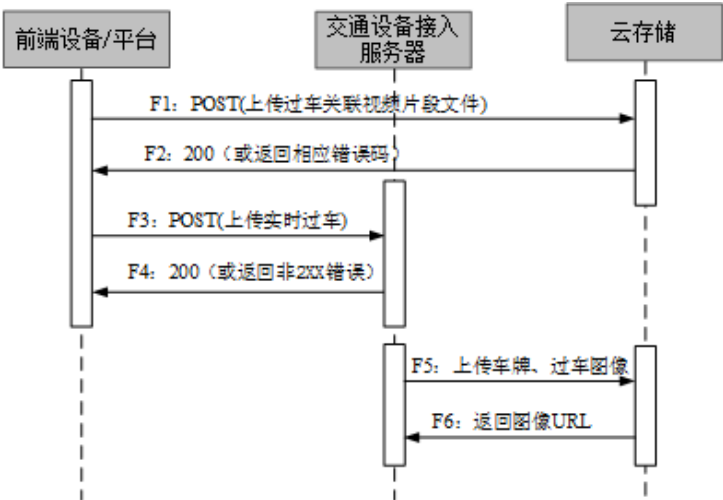 前端设备/平台
交通设备接入
服务器
云存储
F1：POST(上传过车关联视频片段文件)
F2：200（或返回相应错误码）
F3：POST(上传实时过车)
F4：200（或返回非2XX错误）
F5：上传车牌、过车图像
F6：返回图像URL